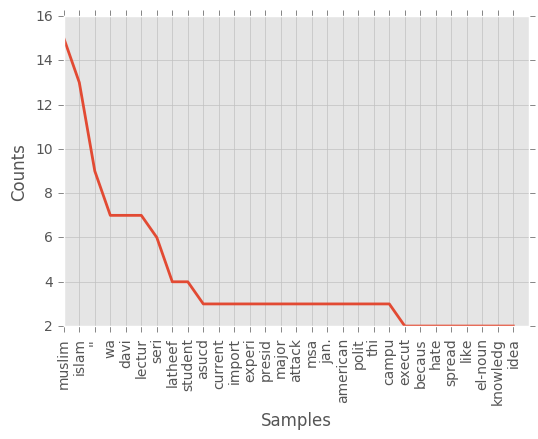 16
14
12
10
8
6
4
2
Counts
muslim
islam
"
wa
davi
lectur
seri
latheef
student
asucd
current
import
experi
presid
major
attack
msa
jan.
american
polit
thi
campu
execut
becaus
hate
spread
like
el-noun
knowledg
idea
Samples